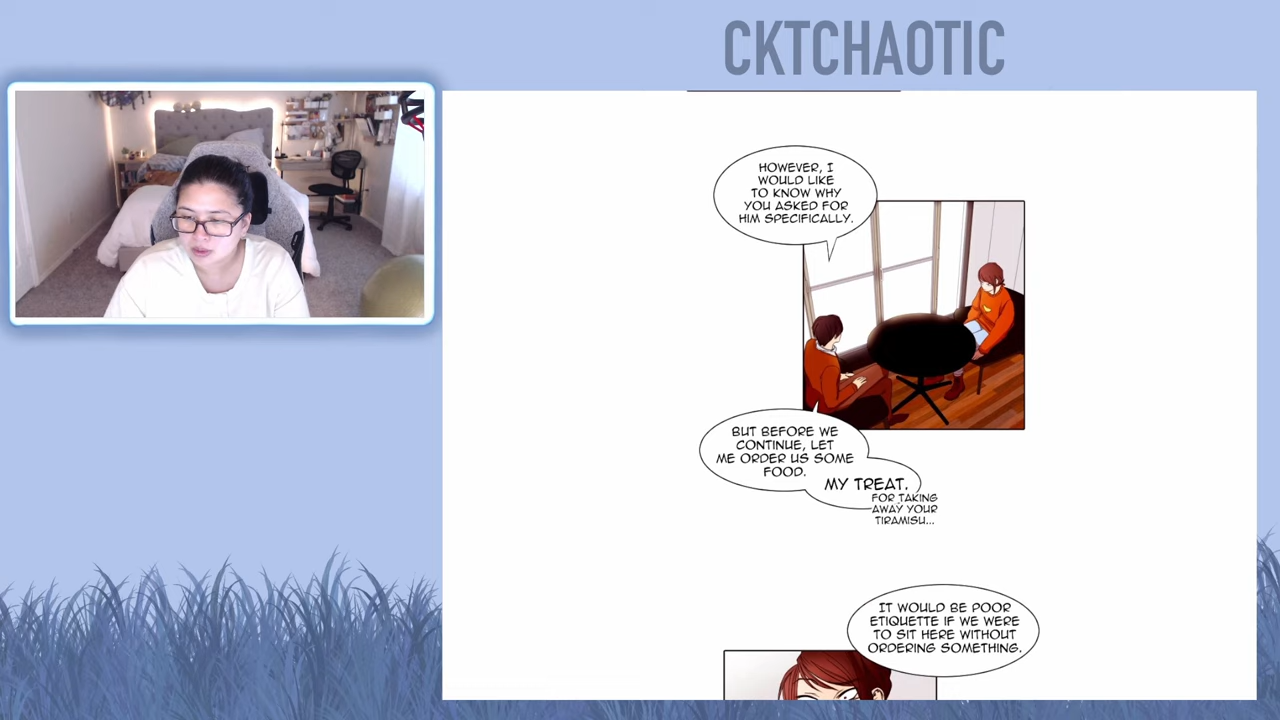 CKTCHAOTIC
HOWEVER, I
WOULD LIKE
TO KNOW WHY
YOU ASKED FOR
HIM SPECIFICALLY.
BUT BEFORE WE
CONTINUE, LET
ME ORDER US SOME
FOOD.
MY TREAT.
FOR TAKING
AWAY YOUR
TIRAMISU...
IT WOULD BE POOR
ETIQUETTE IF WE WERE
TO SIT HERE WITHOUT
ORDERING SOMETHING.